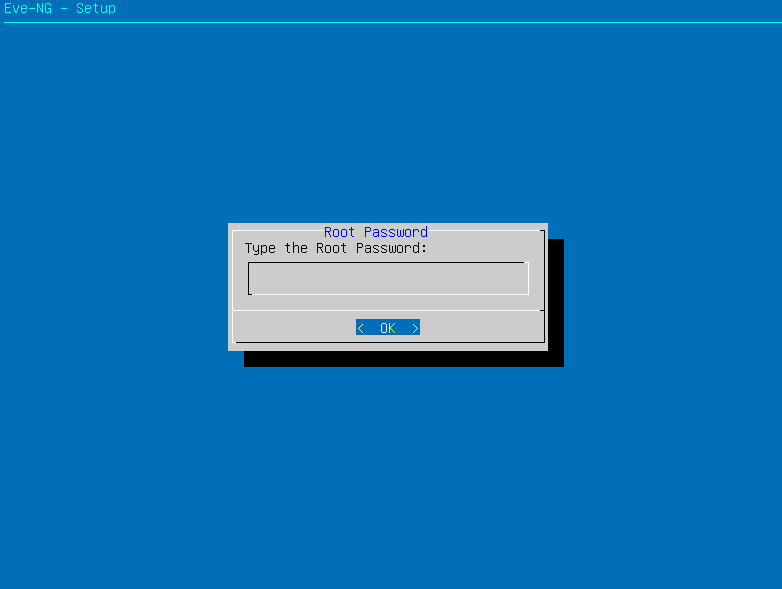 Eve-NG - Setup
Root Password
Type the Root Password:
< OK >